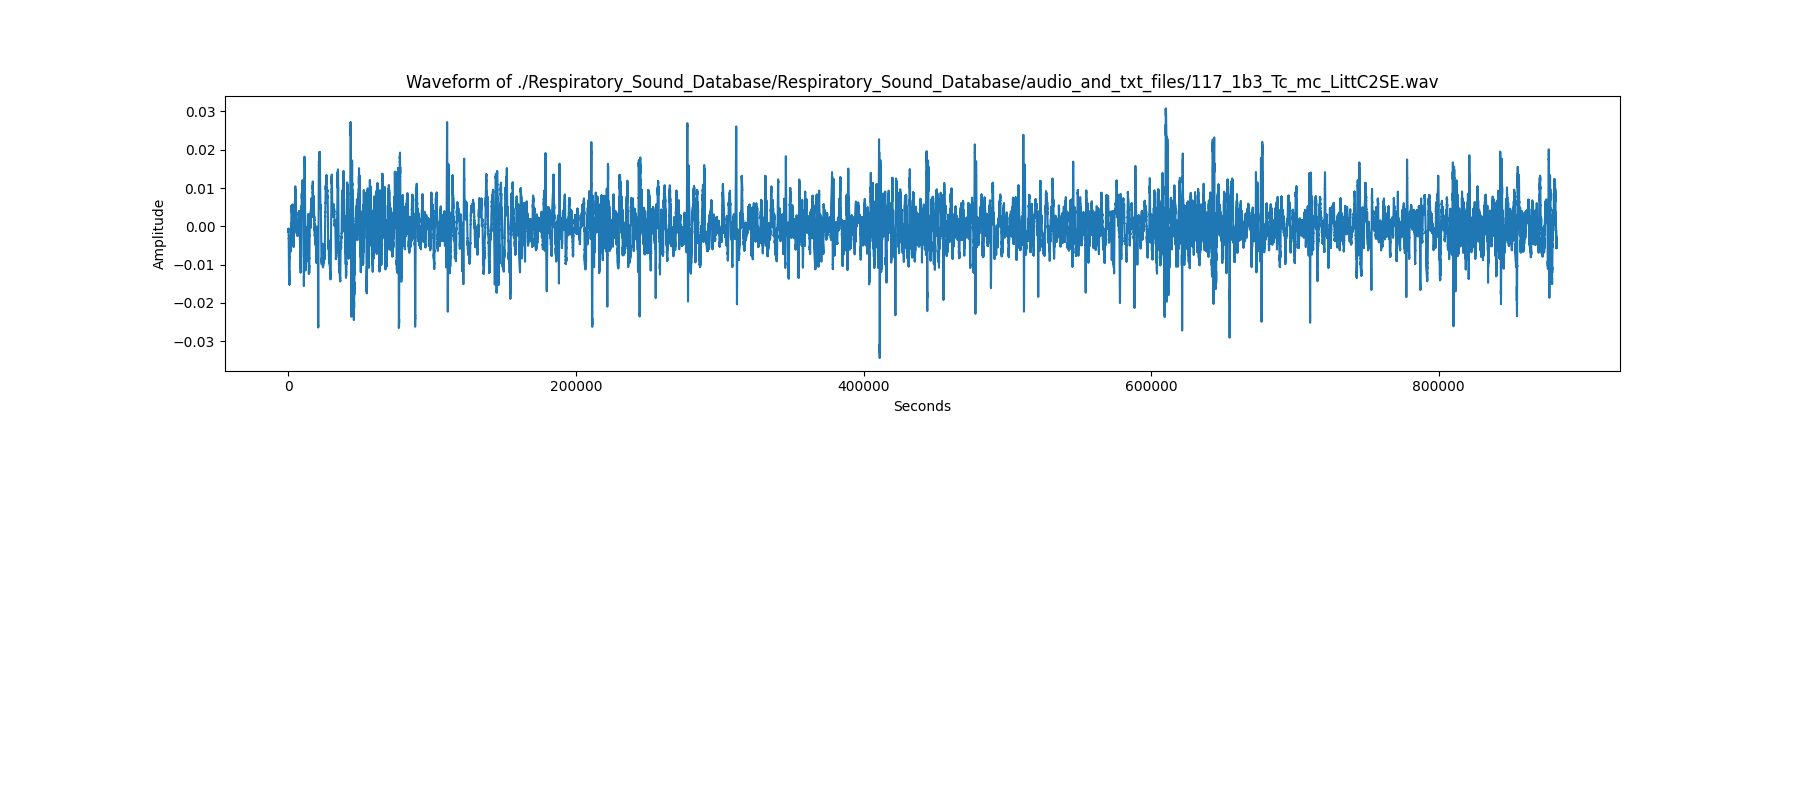 Waveform of ./Respiratory_Sound_Database/Respiratory_Sound_Database/audio_and_txt_files/117_1b3_Tc_mc_LittC2SE.wav
0.03
0.02
0.01
0.00
−0.01
−0.02
−0.03
Amplitude
0 200000 400000 600000 800000
Seconds